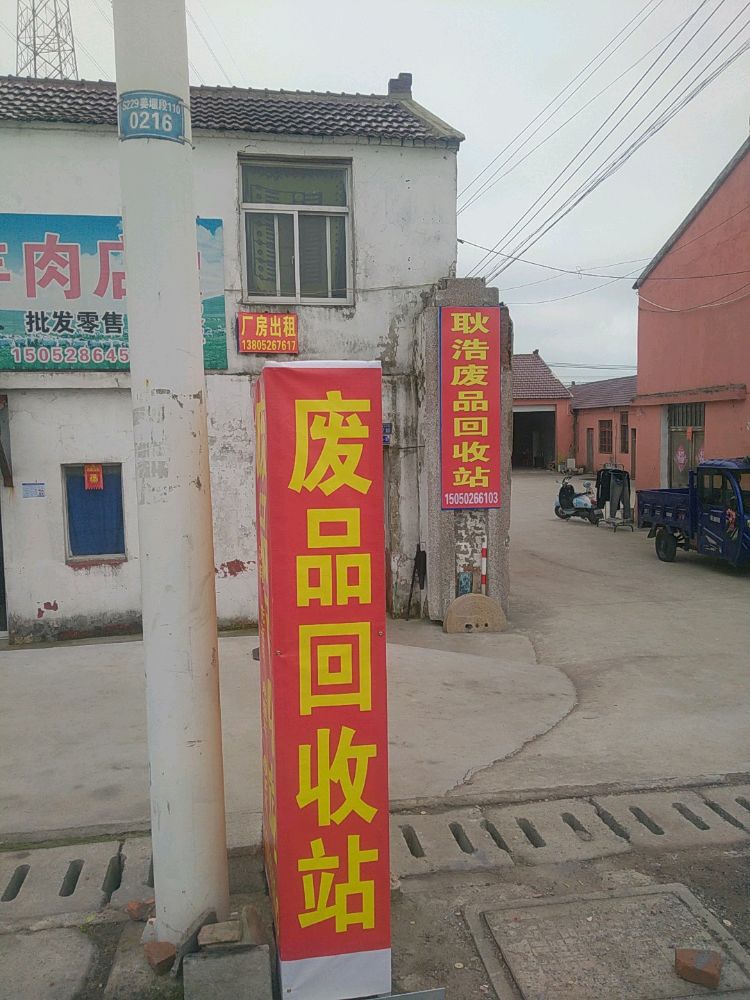 S229姜堰段110
0216
羊肉店
批发零售
15052864
厂房出租
13805267617
耿浩废品回收站
15050266103
废品回收站